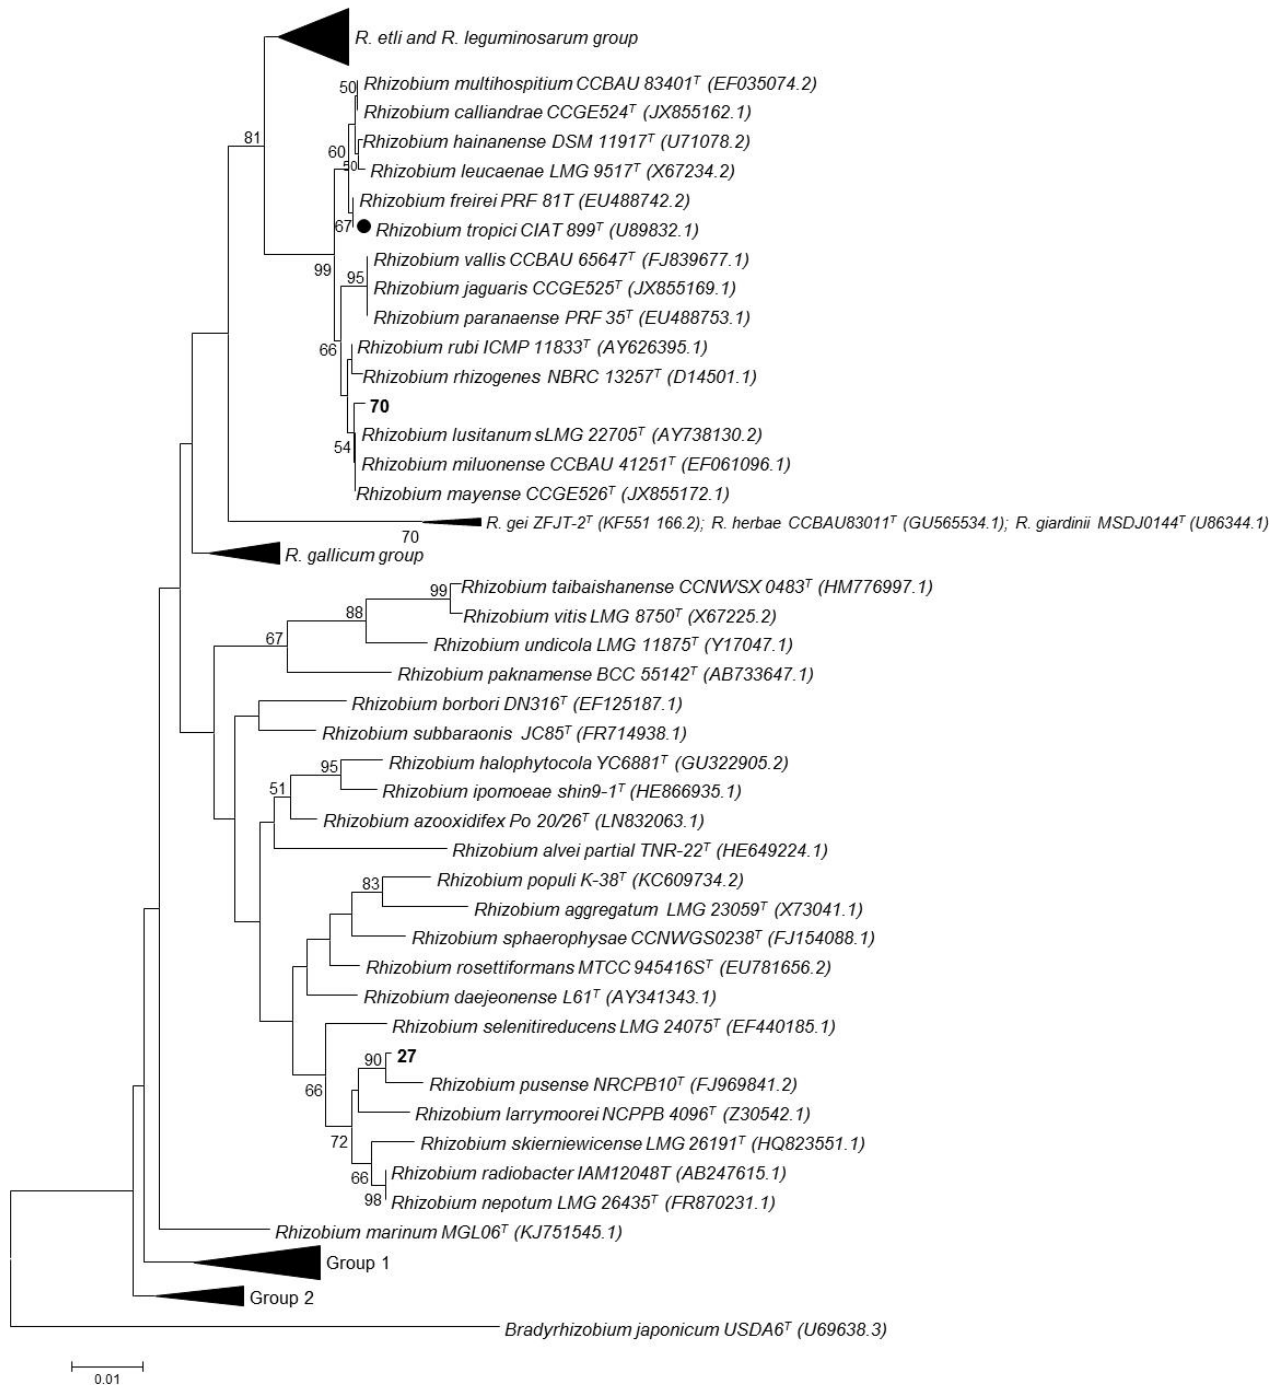 R. etli and R. leguminosarum group
50 Rhizobium multihospitium CCBAU 83401ᵀ (EF035074.2)
Rhizobium calliandrae CCGE524ᵀ (JX855162.1)
81
Rhizobium hainanense DSM 11917ᵀ (U71078.2)
60
50 Rhizobium leucaenae LMG 9517ᵀ (X67234.2)
Rhizobium freirei PRF 81T (EU488742.2)
67 Rhizobium tropici CIAT 899ᵀ (U89832.1)
Rhizobium vallis CCBAU 65647ᵀ (FJ839677.1)
99
95 Rhizobium jaguaris CCGE525ᵀ (JX855169.1)
Rhizobium paranaense PRF 35ᵀ (EU488753.1)
66 Rhizobium rubi ICMP 11833ᵀ (AY626395.1)
Rhizobium rhizogenes NBRC 13257ᵀ (D14501.1)
70
Rhizobium lusitanum sLMG 22705ᵀ (AY738130.2)
54
Rhizobium miluonense CCBAU 41251ᵀ (EF061096.1)
Rhizobium mayense CCGE526ᵀ (JX855172.1)
R. gei ZFJT-2ᵀ (KF551 166.2); R. herbae CCBAU83011ᵀ (GU565534.1); R. giardinii MSDJ0144ᵀ (U86344.1)
70
R. gallicum group
99 Rhizobium taibaishanense CCNWSX 0483ᵀ (HM776997.1)
88 Rhizobium vitis LMG 8750ᵀ (X67225.2)
67 Rhizobium undicola LMG 11875ᵀ (Y17047.1)
Rhizobium paknamense BCC 55142ᵀ (AB733647.1)
Rhizobium borbori DN316ᵀ (EF125187.1)
Rhizobium subbaraonis JC85ᵀ (FR714938.1)
95 Rhizobium halophytocola YC6881ᵀ (GU322905.2)
51 Rhizobium ipomoeae shin9-1ᵀ (HE866935.1)
Rhizobium azooxidifex Po 20/26ᵀ (LN832063.1)
Rhizobium alvei partial TNR-22ᵀ (HE649224.1)
83 Rhizobium populi K-38ᵀ (KC609734.2)
Rhizobium aggregatum LMG 23059ᵀ (X73041.1)
Rhizobium sphaerophysae CCNWGS0238ᵀ (FJ154088.1)
Rhizobium rosettiformans MTCC 945416Sᵀ (EU781656.2)
Rhizobium daejeonense L61ᵀ (AY341343.1)
Rhizobium selenitireducens LMG 24075ᵀ (EF440185.1)
90 27
66 Rhizobium pusense NRCPB10ᵀ (FJ969841.2)
Rhizobium larrymoorei NCPPB 4096ᵀ (Z30542.1)
72 Rhizobium skierniewicense LMG 26191ᵀ (HQ823551.1)
66 Rhizobium radiobacter IAM12048T (AB247615.1)
98 Rhizobium nepotum LMG 26435ᵀ (FR870231.1)
Rhizobium marinum MGL06ᵀ (KJ751545.1)
Group 1
Group 2
Bradyrhizobium japonicum USDA6ᵀ (U69638.3)
0.01